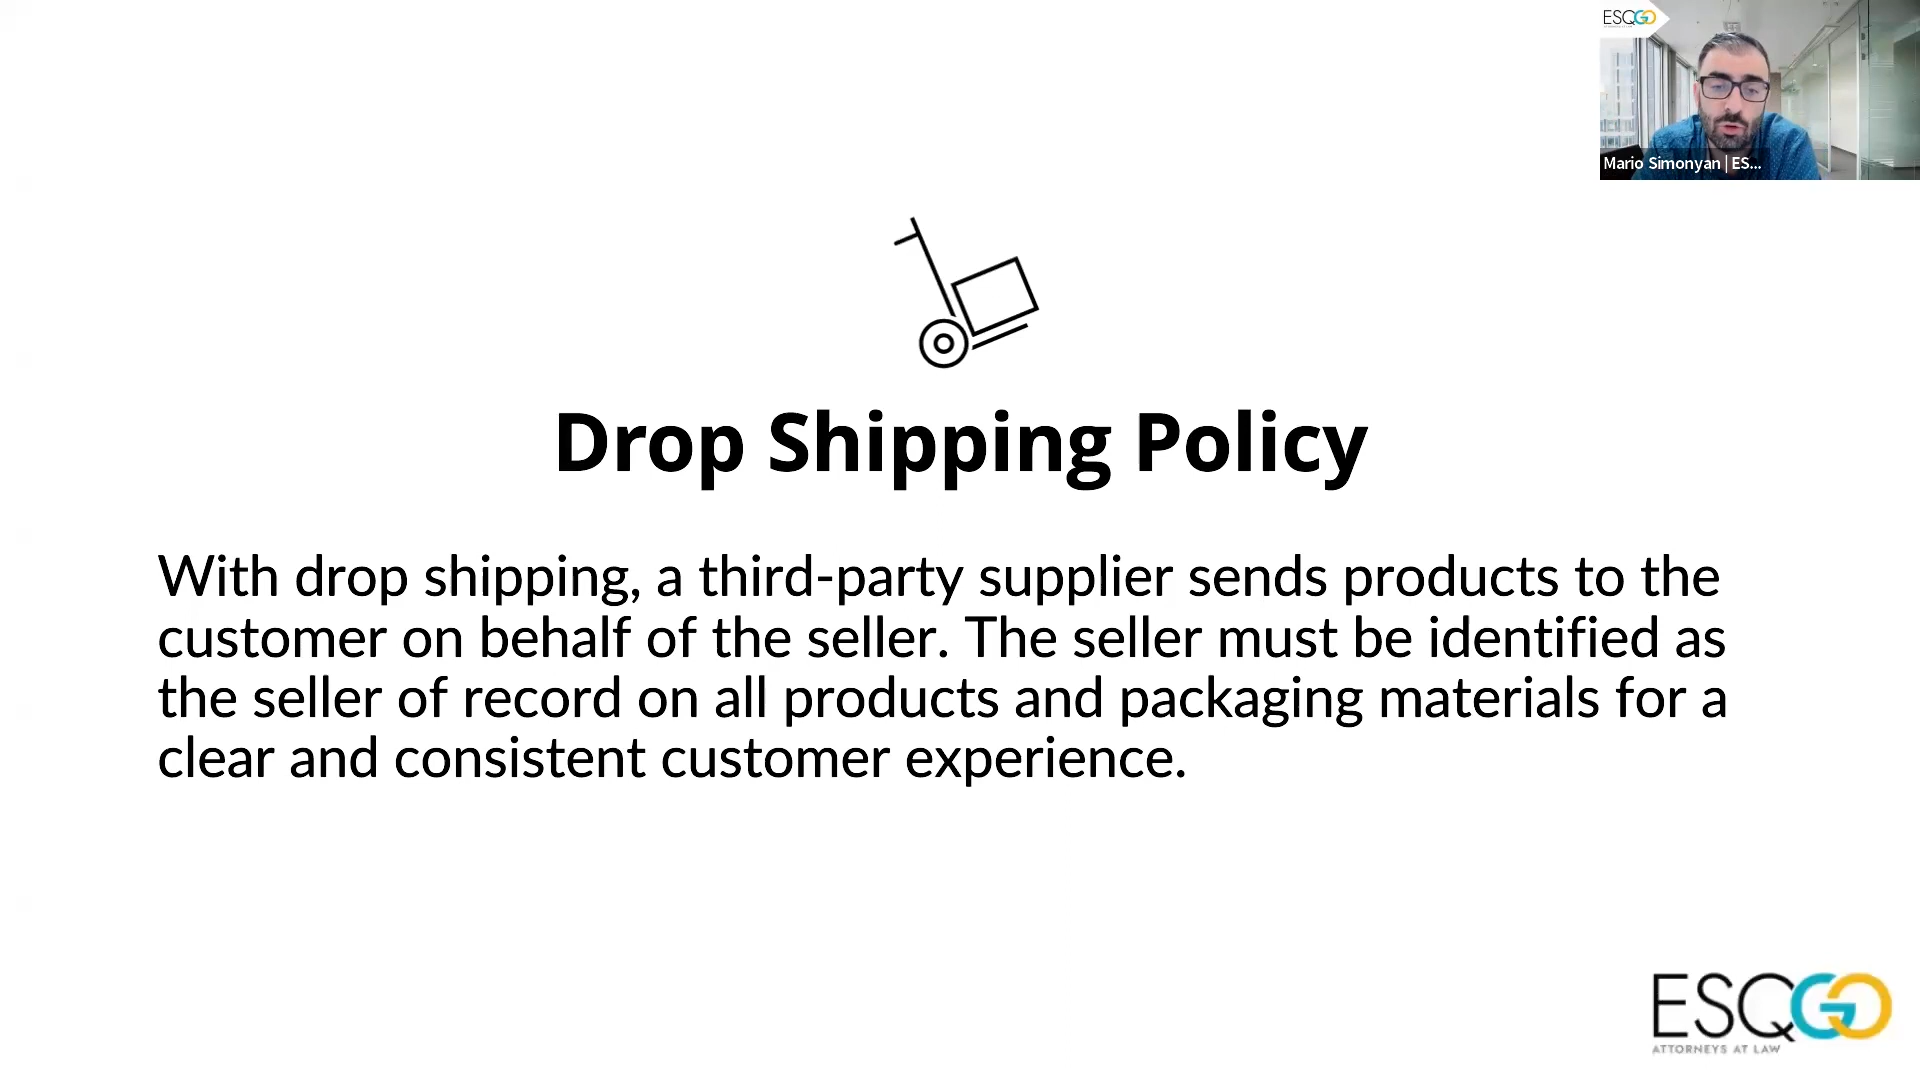 ESQGO
Mario Simonyan | ES...
Drop Shipping Policy
With drop shipping, a third-party supplier sends products to the
customer on behalf of the seller. The seller must be identified as
the seller of record on all products and packaging materials for a
clear and consistent customer experience.
ESQGO
ATTORNEYS AT LAW